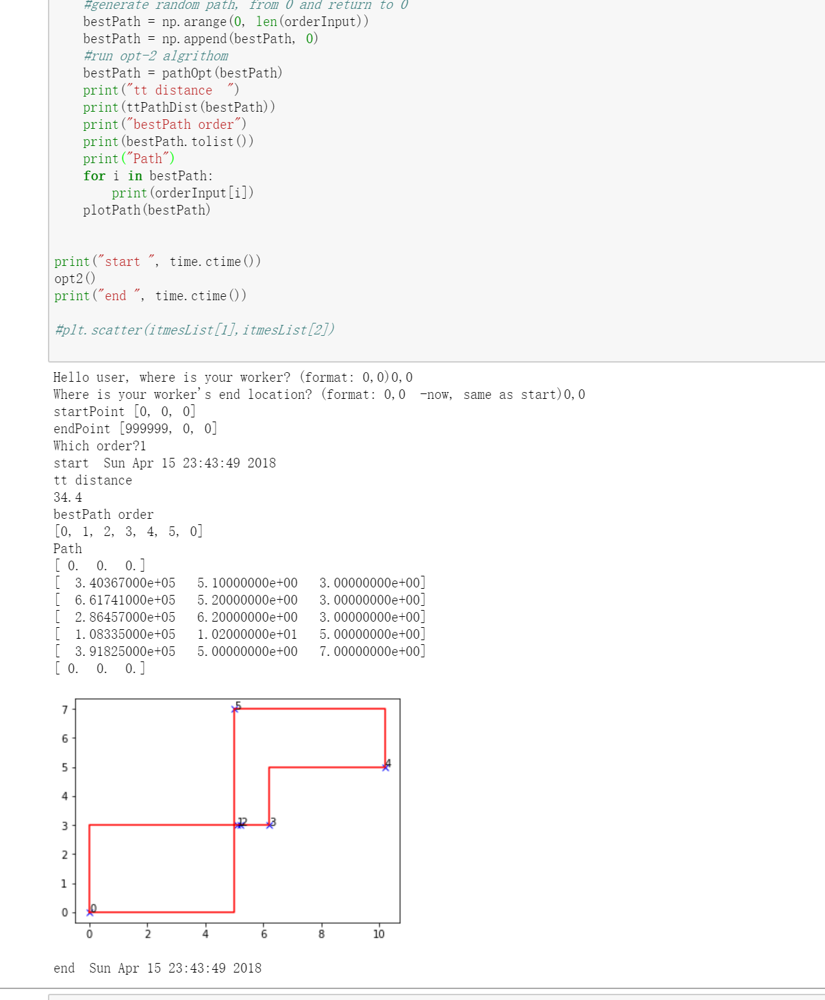 #generate random path, from 0 and return to 0
bestPath = np.arange(0, len(orderInput))
bestPath = np.append(bestPath, 0)
#run opt-2 algrithom
bestPath = pathOpt(bestPath)
print("tt distance  ")
print(ttPathDist(bestPath))
print("bestPath order")
print(bestPath.tolist())
print("Path")
for i in bestPath:
print(orderInput[i])
plotPath(bestPath)
print("start ", time.ctime())
opt2()
print("end ", time.ctime())
#plt.scatter(itmesList[1],itmesList[2])
Hello user, where is your worker? (format: 0,0)0,0
Where is your worker's end location? (format: 0,0  -now, same as start)0,0
startPoint [0, 0, 0]
endPoint [999999, 0, 0]
Which order?1
start  Sun Apr 15 23:43:49 2018
tt distance
34.4
bestPath order
[0, 1, 2, 3, 4, 5, 0]
Path
[ 0.  0.  0.]
[  3.40367000e+05   5.10000000e+00   3.00000000e+00]
[  6.61741000e+05   5.20000000e+00   3.00000000e+00]
[  2.86457000e+05   6.20000000e+00   3.00000000e+00]
[  1.08335000e+05   1.02000000e+01   5.00000000e+00]
[  3.91825000e+05   5.00000000e+00   7.00000000e+00]
[ 0.  0.  0.]
5
7
6
4
5
4
12 3
3
2
1
0
0
0 2 4 6 8 10
end  Sun Apr 15 23:43:49 2018